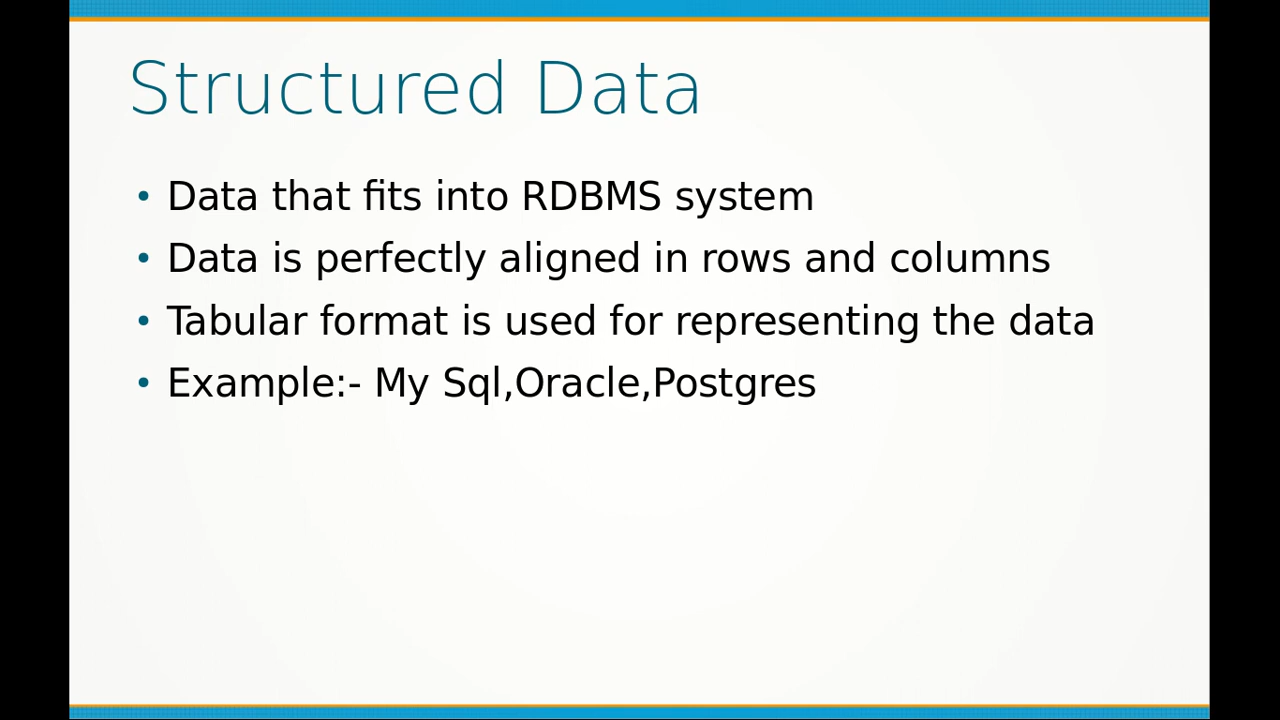 Structured Data
• Data that fits into RDBMS system
• Data is perfectly aligned in rows and columns
• Tabular format is used for representing the data
• Example:- My Sql,Oracle,Postgres